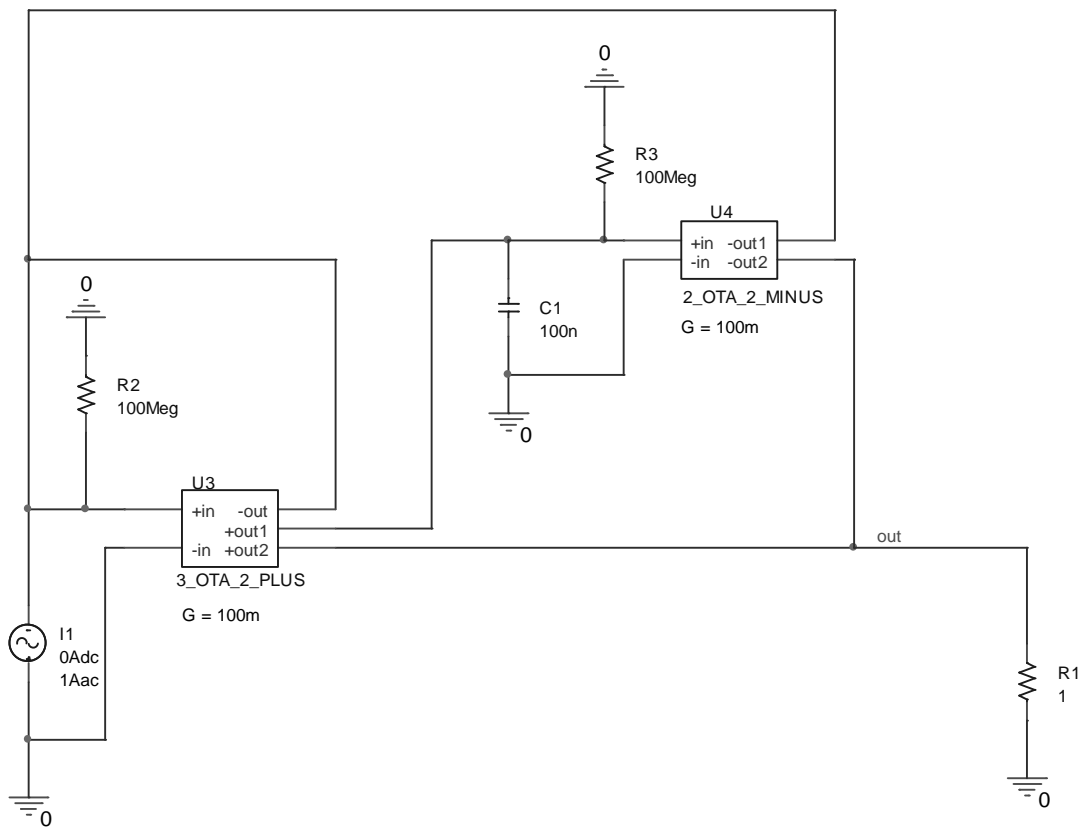 0
R3
100Meg
U4
+in -out1
-in -out2
2_OTA_2_MINUS
G = 100m
0
C1
100n
R2
100Meg
0
U3
+in -out
+out1
-in +out2
3_OTA_2_PLUS
G = 100m
out
I1
0Adc
1Aac
R1
1
0
0